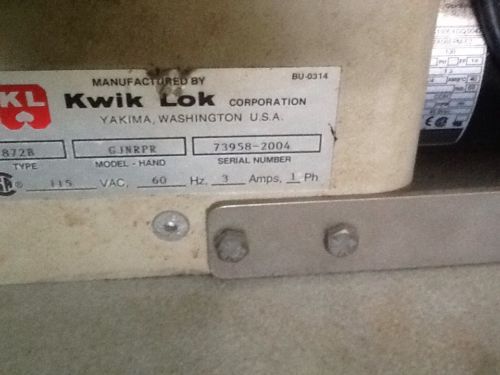 MANUFACTURED BY
BU-0314
KL
Kwik Lok CORPORATION
YAKIMA, WASHINGTON U.S.A.
872B GJNRPR 73958-2004
TYPE MODEL - HAND SERIAL NUMBER
® 115 VAC, 60 Hz, 3 Amps, 1 Ph